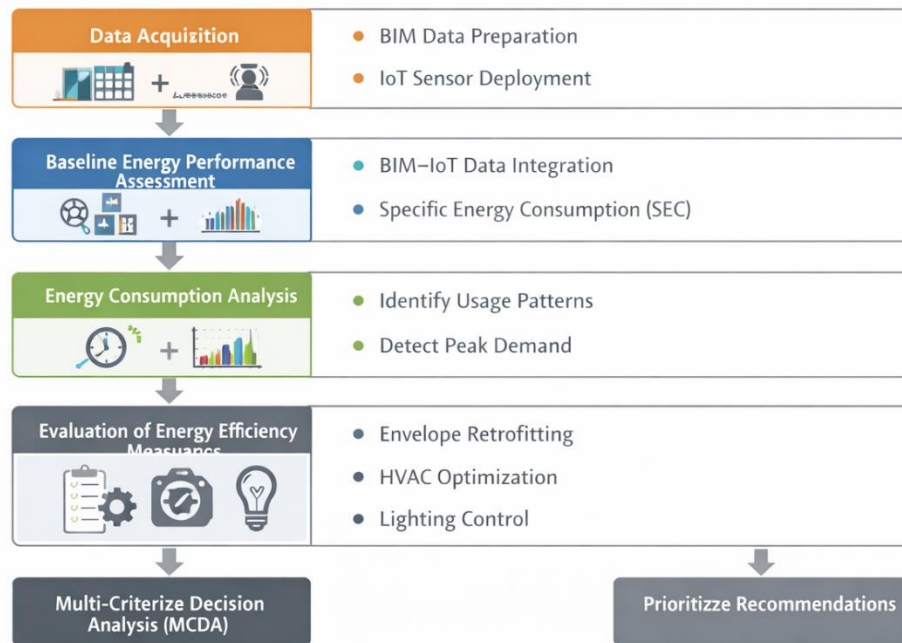 Data Acquizition
BIM Data Preparation
IoT Sensor Deployment
Baseline Energy Performance
Assessment
BIM–IoT Data Integration
Specific Energy Consumption (SEC)
Energy Consumption Analysis
Identify Usage Patterns
Detect Peak Demand
Evaluation of Energy Efficiency
Envelope Retrofitting
HVAC Optimization
Lighting Control
Multi-Criterize Decision
Analysis (MCDA)
Prioritizze Recommendations